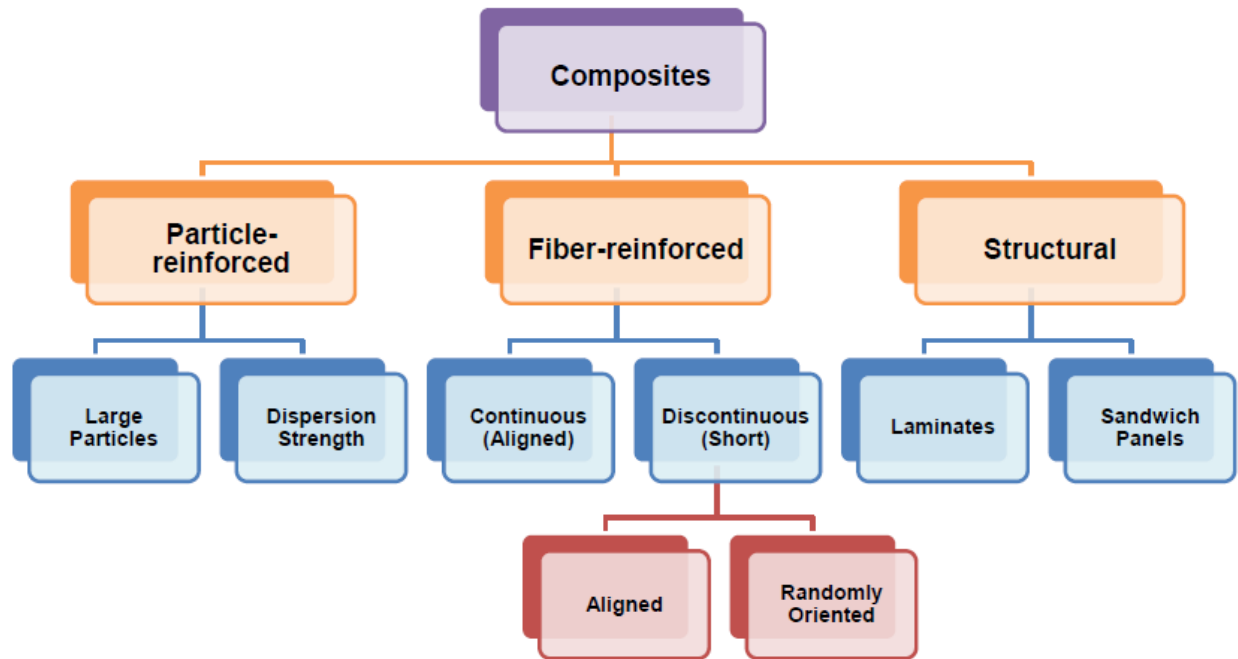 Composites
Particle-
reinforced
Fiber-reinforced
Structural
Large
Particles
Dispersion
Strength
Continuous
(Aligned)
Discontinuous
(Short)
Laminates
Sandwich
Panels
Aligned
Randomly
Oriented